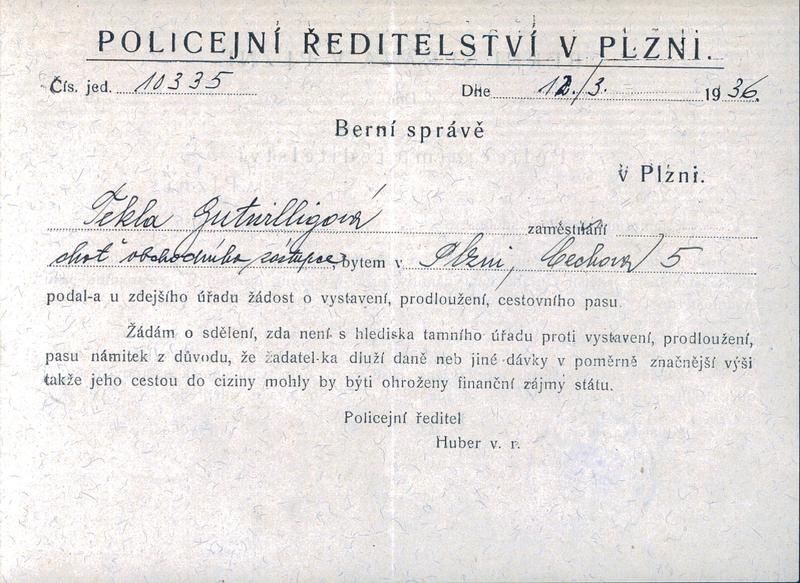 POLICEJNÍ ŘEDITELSTVÍ V PLZNI.
Čís. jed. 10335 Dne 12./3. 1936.
Berní správě
v Plzni.
Tekla Gutwilligová zaměstnání
choť obchodního zástupce, bytem v Plzni, Čechova 5
podal-a u zdejšího úřadu žádost o vystavení, prodloužení, cestovního pasu.
Žádám o sdělení, zda není s hlediska tamního úřadu proti vystavení, prodloužení,
pasu námitek z důvodu, že žadatel-ka dluží daně neb jiné dávky v poměrně značnější výši
takže jeho cestou do ciziny mohly by býti ohroženy finanční zájmy státu.
Policejní ředitel
Huber v. r.